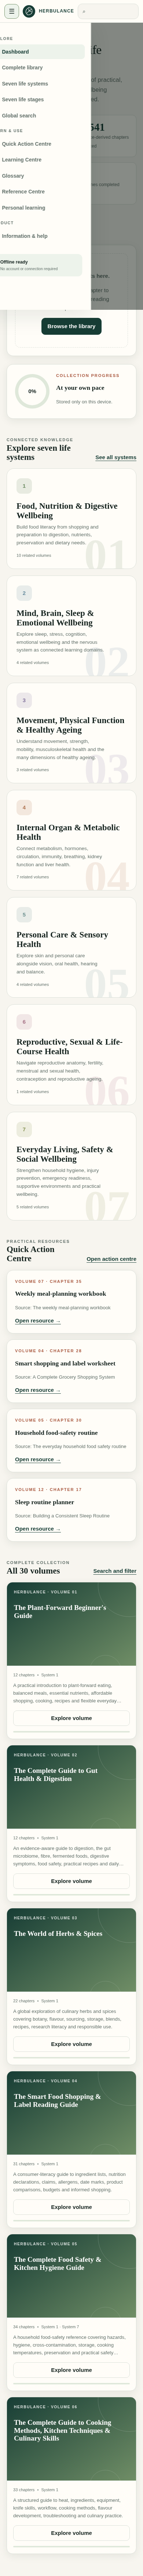 ☰ HERBULANCE
LORE
Dashboard
Complete library
Seven life systems
Seven life stages
Global search
RN & USE
Quick Action Centre
Learning Centre
Glossary
Reference Centre
Personal learning
DUCT
Information & help
Offline ready
No account or connection required
ife
of practical,
541
Browse the library
0%
COLLECTION PROGRESS
At your own pace
Stored only on this device.
CONNECTED KNOWLEDGE
Explore seven life
systems
See all systems
1
Food, Nutrition & Digestive
Wellbeing
Build food literacy from shopping and
preparation to digestion, nutrients,
preservation and dietary needs.
15 related volumes
01
2
Mind, Brain, Sleep &
Emotional Wellbeing
Explore sleep, stress, cognition,
emotional wellbeing and the nervous
system as connected learning domains.
4 related volumes
02
3
Movement, Physical Function
& Healthy Ageing
Understand movement, strength,
mobility, musculoskeletal health and the
many dimensions of healthy ageing.
2 related volumes
03
4
Internal Organ & Metabolic
Health
Connect metabolism, hormones,
circulation, immunity, breathing, kidney
function and liver health.
7 related volumes
04
5
Personal Care & Sensory
Health
Explore skin and personal care
alongside vision, oral health, hearing
and balance.
4 related volumes
05
6
Reproductive, Sexual & Life-
Course Health
Navigate reproductive anatomy, fertility,
menstrual and sexual health,
contraception and reproductive ageing.
1 related volumes
06
7
Everyday Living, Safety &
Social Wellbeing
Strengthen household hygiene, injury
prevention, emergency readiness,
supportive environments and practical
wellbeing.
5 related volumes
07
PRACTICAL RESOURCES
Quick Action
Centre
Open action centre
VOLUME 07 · CHAPTER 35
Weekly meal-planning workbook
Source: The weekly meal-planning workbook
Open resource →
VOLUME 04 · CHAPTER 28
Smart shopping and label worksheet
Source: A Complete Grocery Shopping System
Open resource →
VOLUME 05 · CHAPTER 30
Household food-safety routine
Source: The everyday household food safety routine
Open resource →
VOLUME 12 · CHAPTER 17
Sleep routine planner
Source: Building a Consistent Sleep Routine
Open resource →
COMPLETE COLLECTION
All 30 volumes
Search and filter
HERBULANCE · VOLUME 01
The Plant-Forward Beginner's
Guide
12 chapters • System 1
A practical introduction to plant-forward eating,
balanced meals, essential nutrients, affordable
shopping, cooking, recipes and flexible everyday…
Explore volume
HERBULANCE · VOLUME 02
The Complete Guide to Gut
Health & Digestion
12 chapters • System 1
An evidence-aware guide to digestion, the gut
microbiome, fibre, fermented foods, digestive
symptoms, food safety, practical recipes and daily…
Explore volume
HERBULANCE · VOLUME 03
The World of Herbs & Spices
22 chapters • System 1
A global exploration of culinary herbs and spices
covering botany, flavour, sourcing, storage, blends,
recipes, research literacy and responsible use.
Explore volume
HERBULANCE · VOLUME 04
The Smart Food Shopping &
Label Reading Guide
31 chapters • System 1
A consumer-literacy guide to ingredient lists, nutrition
declarations, claims, allergens, date marks, product
comparisons, budgets and informed shopping.
Explore volume
HERBULANCE · VOLUME 05
The Complete Food Safety &
Kitchen Hygiene Guide
34 chapters • System 1 · System 7
A household food-safety reference covering hazards,
hygiene, cross-contamination, storage, cooking
temperatures, preservation and practical safety…
Explore volume
HERBULANCE · VOLUME 06
The Complete Guide to Cooking
Methods, Kitchen Techniques &
Culinary Skills
33 chapters • System 1
A structured guide to heat, ingredients, equipment,
knife skills, workflow, cooking methods, flavour
development, troubleshooting and culinary practice.
Explore volume